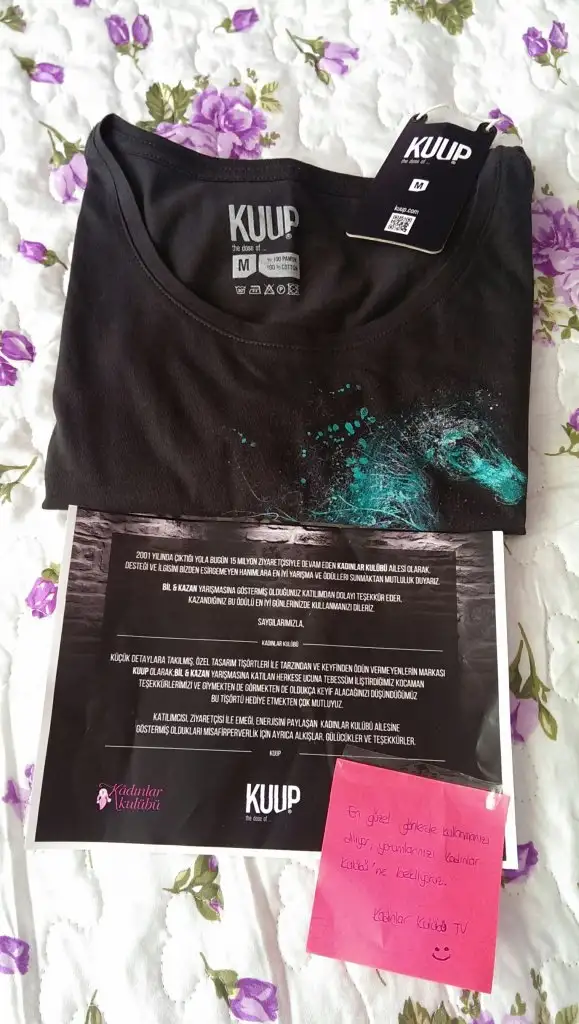 KUUP
the dose of ...
M
kuup.com
KUUP
the dose of ...
M
% 100 PAMUK
100 % COTTON
2001 YILINDA ÇIKTIĞI YOLA BUGÜN 15 MİLYON ZİYARETÇİSİYLE DEVAM EDEN KADINLAR KULÜBÜ AİLESİ OLARAK,
DESTEĞİ VE İLGİSİNİ BİZDEN ESİRGEMEYEN HANIMLARA EN İYİ YARIŞMA VE ÖDÜLLERİ SUNMAKTAN MUTLULUK DUYARIZ.
BİL & KAZAN YARIŞMASINA GÖSTERMİŞ OLDUĞUNUZ KATILIMDAN DOLAYI TEŞEKKÜR EDER,
KAZANDIĞINIZ BU ÖDÜLÜ EN İYİ GÜNLERİNİZDE KULLANMANIZI DİLERİZ.
SAYGILARIMIZLA,
KADINLAR KULÜBÜ
KÜÇÜK DETAYLARA TAKILMIŞ, ÖZEL TASARIM TİŞÖRTLERİ İLE TARZINDAN VE KEYFİNDEN ÖDÜN VERMEYENLERİN MARKASI
KUUP OLARAK,BİL & KAZAN YARIŞMASINA KATILAN HERKESE UCUNA TEBESSÜM İLİŞTİRDİĞİMİZ KOCAMAN
TEŞEKKÜRLERİMİZİ VE GİYMEKTEN DE GÖRMEKTEN DE OLDUKÇA KEYİF ALACAĞINIZI DÜŞÜNDÜĞÜMÜZ
BU TİŞÖRTÜ HEDİYE ETMEKTEN ÇOK MUTLUYUZ.
KATILIMCISI, ZİYARETÇİSİ İLE EMEĞİ, ENERJİSİNİ PAYLAŞAN KADINLAR KULÜBÜ AİLESİNE
GÖSTERMİŞ OLDUKLARI MİSAFİRPERVERLİK İÇİN AYRICA ALKIŞLAR, GÜLÜCÜKLER VE TEŞEKKÜRLER.
KUUP
Kadınlar
kulübü
KUUP
the dose of ...
En güzel günlerde kullanmanızı
diliyor, yorumlarınızı Kadınlar
Kulübü'ne bekliyoruz.
Kadınlar Kulübü TV